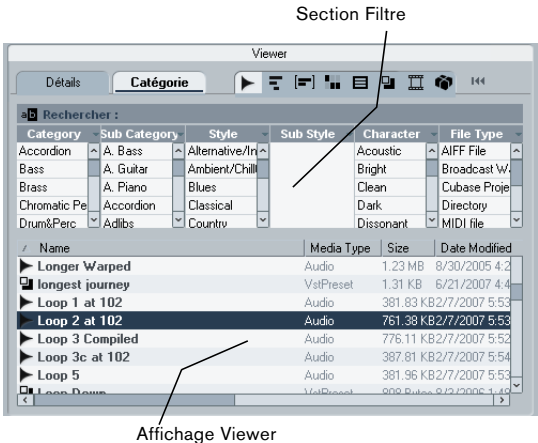 Section Filtre
Viewer
Détails Catégorie
Rechercher :
Category Sub Category Style Sub Style Character File Type
Accordion A. Bass Alternative/In Acoustic AIFF File
Bass A. Guitar Ambient/Chill Bright Broadcast W
Brass A. Piano Blues Clean Cubase Proje
Chromatic Pe Accordion Classical Dark Directory
Drum&Perc Adlibs Country Dissonant MIDI file
Name Media Type Size Date Modified
Longer Warped Audio 1.23 MB 8/30/2005 4:2
longest journey VstPreset 1.31 KB 6/21/2007 4:4
Loop 1 at 102 Audio 381.83 KB 2/7/2007 5:53
Loop 2 at 102 Audio 761.38 KB 2/7/2007 5:53
Loop 3 Compiled Audio 776.11 KB 2/7/2007 5:52
Loop 3c at 102 Audio 387.81 KB 2/7/2007 5:54
Loop 5 Audio 381.96 KB 2/7/2007 5:53
Loop Down VstPreset
Affichage Viewer